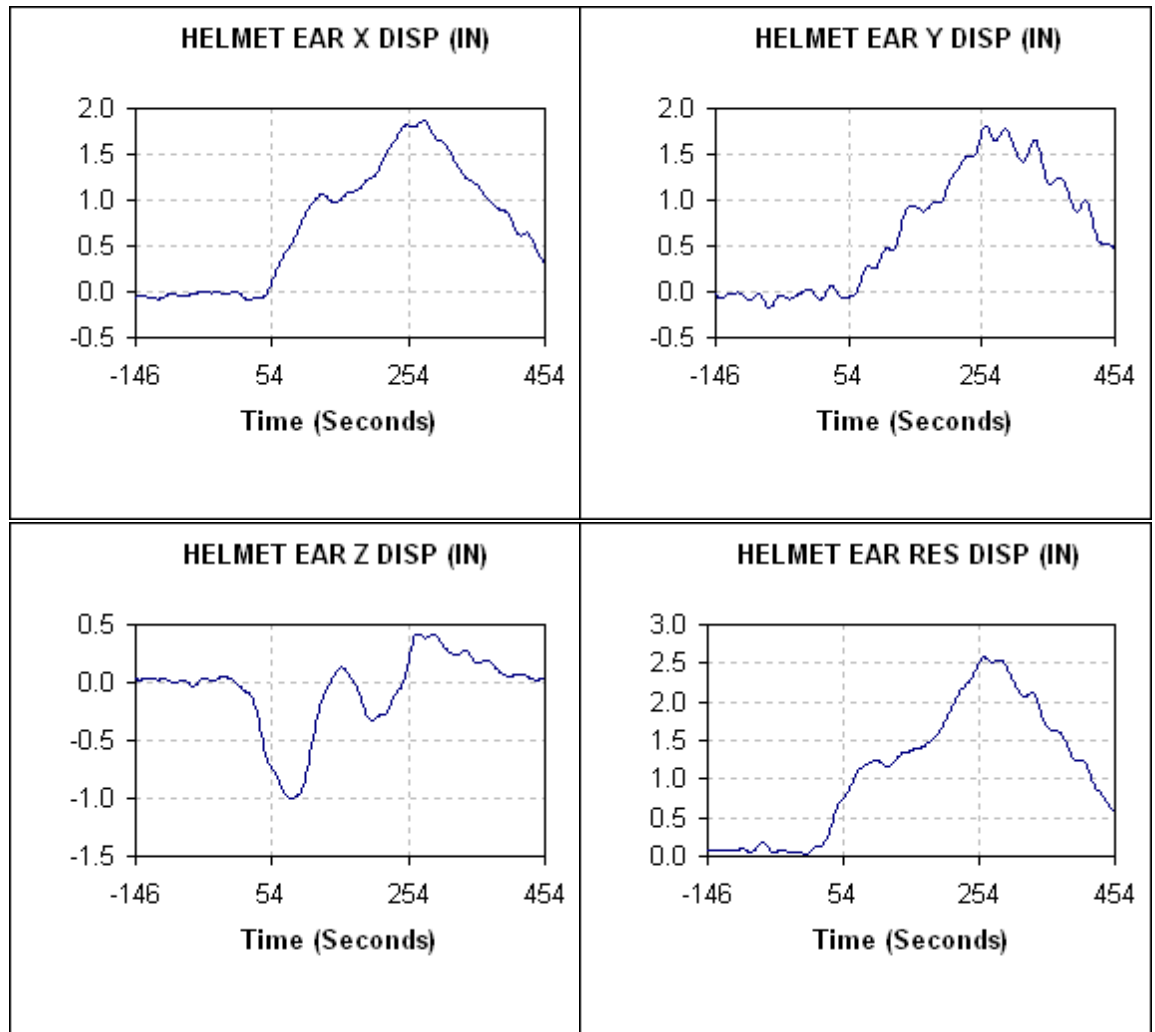 HELMET EAR X DISP (IN)
2.0
1.5
1.0
0.5
0.0
-0.5
-146 54 254 454
Time (Seconds)
HELMET EAR Y DISP (IN)
2.0
1.5
1.0
0.5
0.0
-0.5
-146 54 254 454
Time (Seconds)
HELMET EAR Z DISP (IN)
0.5
0.0
-0.5
-1.0
-1.5
-146 54 254 454
Time (Seconds)
HELMET EAR RES DISP (IN)
3.0
2.5
2.0
1.5
1.0
0.5
0.0
-146 54 254 454
Time (Seconds)